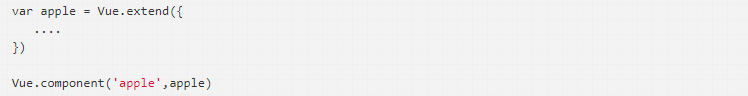 var apple = Vue.extend({
....
})
Vue.component('apple',apple)